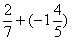 2/7 + (-1 4/5)